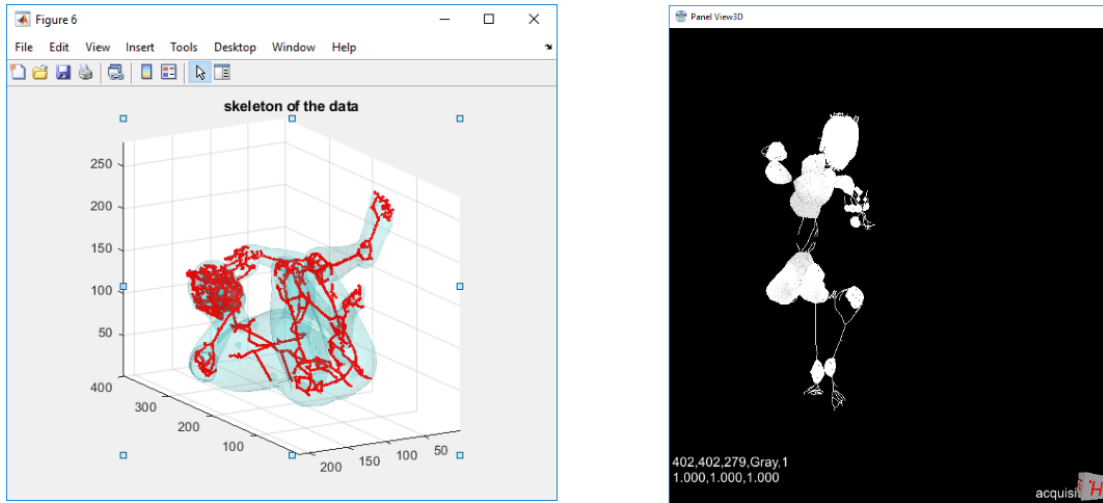 Figure 6
File Edit View Insert Tools Desktop Window Help
skeleton of the data
250
200
150
100
50
400
300
200
100
200
150
100
50
Panel View3D
402,402,279,Gray,1
1.000,1.000,1.000
acquisi
H